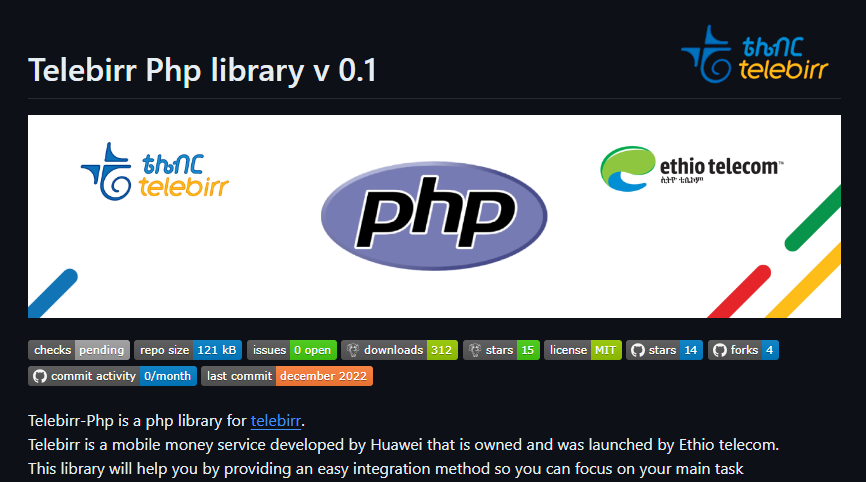 Telebirr Php library v 0.1
ቴሌብር
telebirr
ቴሌብር
telebirr
php
ethio telecom™
ኢትዮ ቴሌኮም
checks pending
repo size 121 kB
issues 0 open
downloads 312
stars 15
license MIT
stars 14
forks 4
commit activity 0/month
last commit december 2022
Telebirr-Php is a php library for telebirr.
Telebirr is a mobile money service developed by Huawei that is owned and was launched by Ethio telecom.
This library will help you by providing an easy integration method so you can focus on your main task